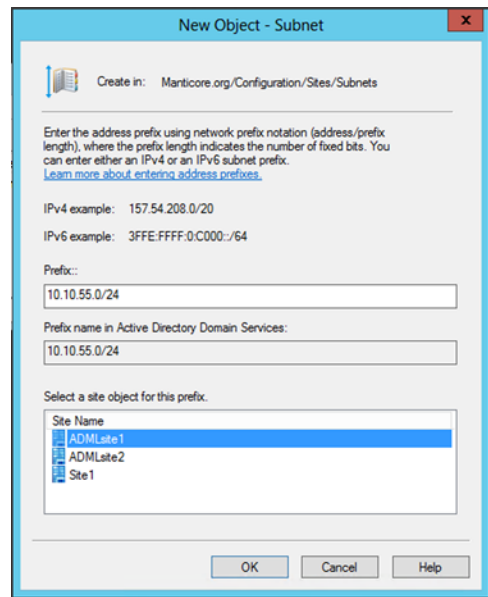 New Object - Subnet
x
Create in: Manticore.org/Configuration/Sites/Subnets
Enter the address prefix using network prefix notation (address/prefix
length), where the prefix length indicates the number of fixed bits. You
can enter either an IPv4 or an IPv6 subnet prefix.
Learn more about entering address prefixes.
IPv4 example: 157.54.208.0/20
IPv6 example: 3FFE:FFFF:0:C000::/64
Prefix::
10.10.55.0/24
Prefix name in Active Directory Domain Services:
10.10.55.0/24
Select a site object for this prefix.
Site Name
ADMLsite1
ADMLsite2
Site1
OK Cancel Help